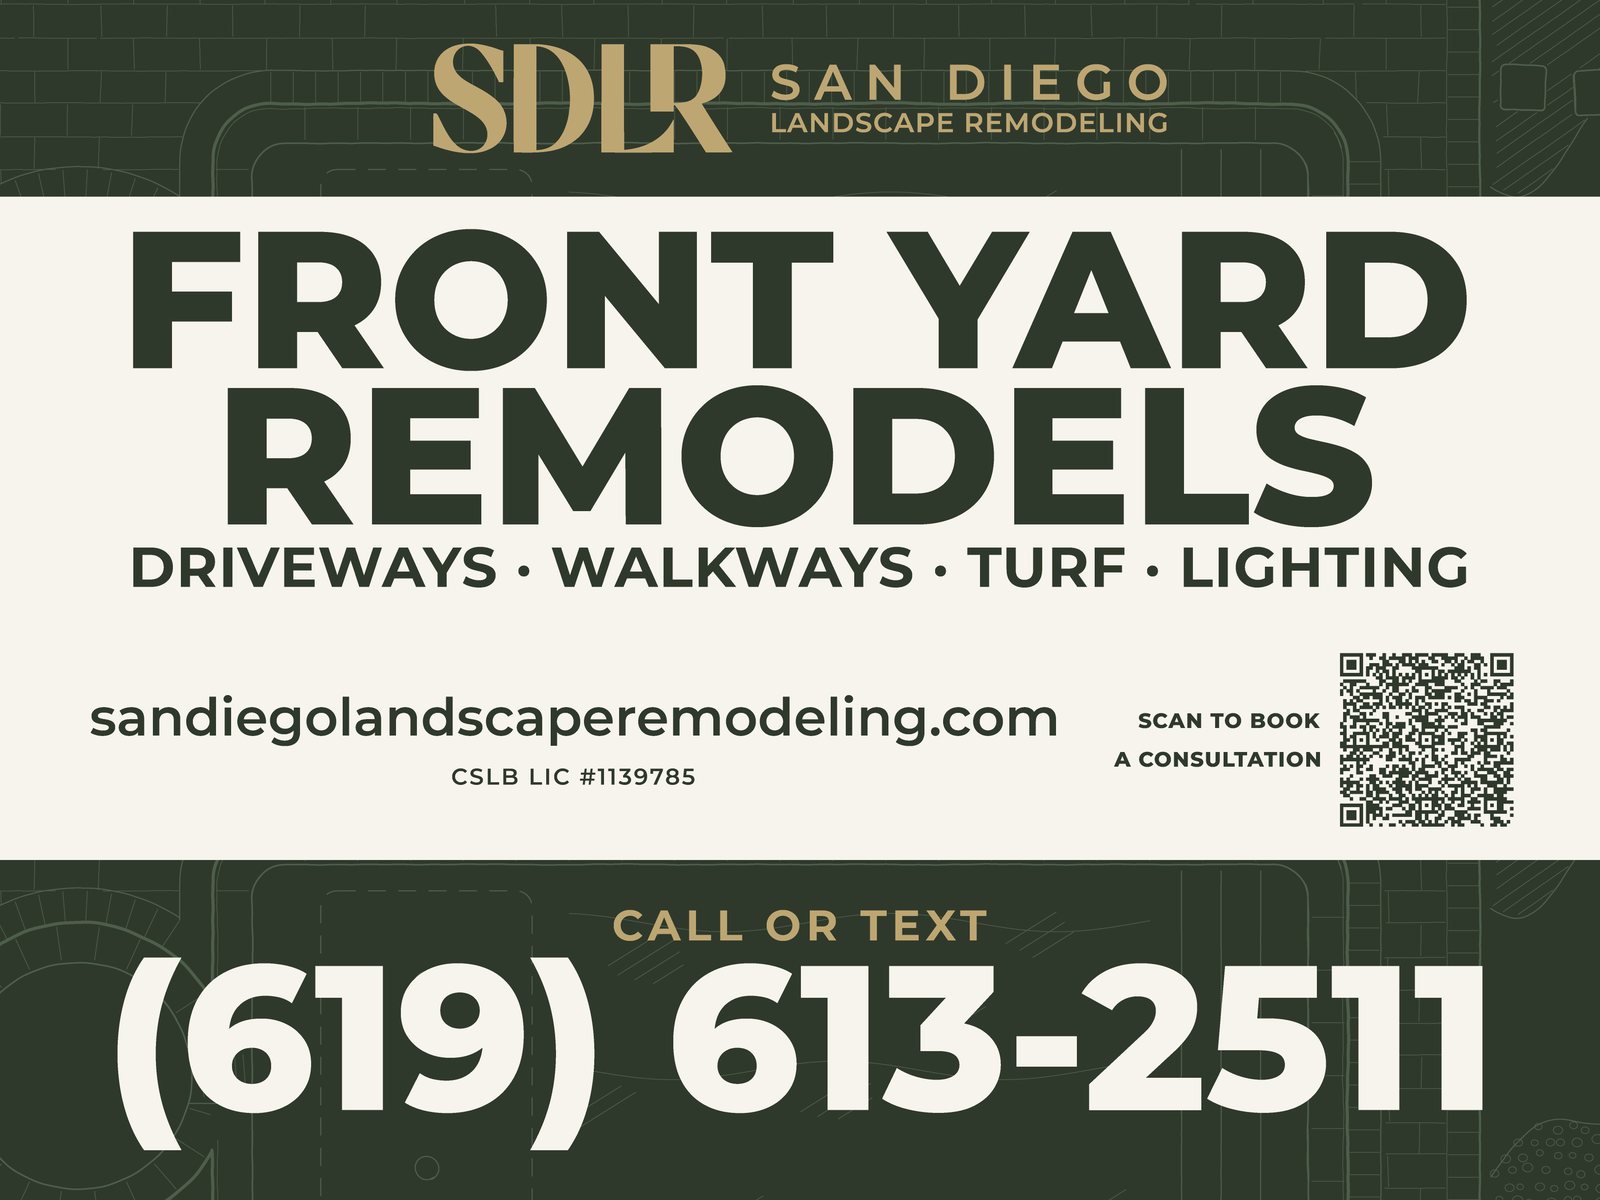 SDLR
SAN DIEGO
LANDSCAPE REMODELING
FRONT YARD
REMODELS
DRIVEWAYS · WALKWAYS · TURF · LIGHTING
sandiegolandscaperemodeling.com
CSLB LIC #1139785
SCAN TO BOOK
A CONSULTATION
CALL OR TEXT
(619) 613-2511